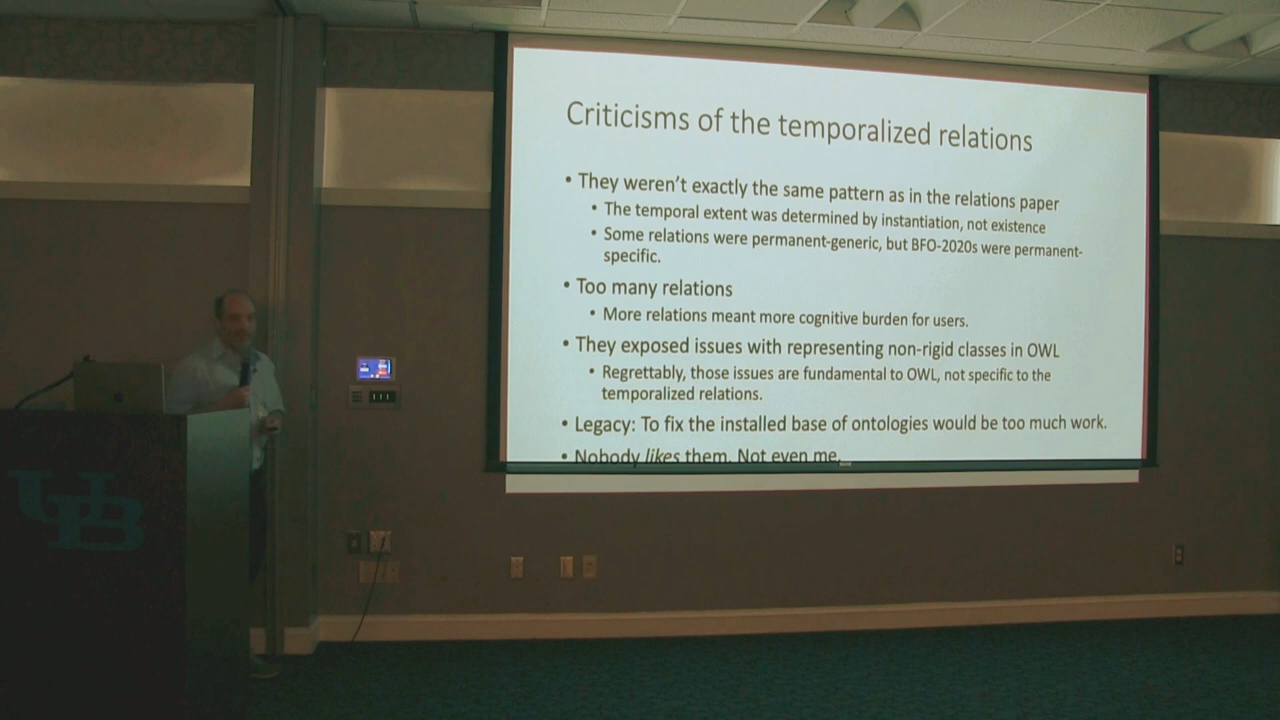 Criticisms of the temporalized relations
• They weren't exactly the same pattern as in the relations paper
• The temporal extent was determined by instantiation, not existence
• Some relations were permanent-generic, but BFO-2020s were permanent-
specific.
• Too many relations
• More relations meant more cognitive burden for users.
• They exposed issues with representing non-rigid classes in OWL
• Regrettably, those issues are fundamental to OWL, not specific to the
temporalized relations.
• Legacy: To fix the installed base of ontologies would be too much work.
• Nobody likes them. Not even me.
UB